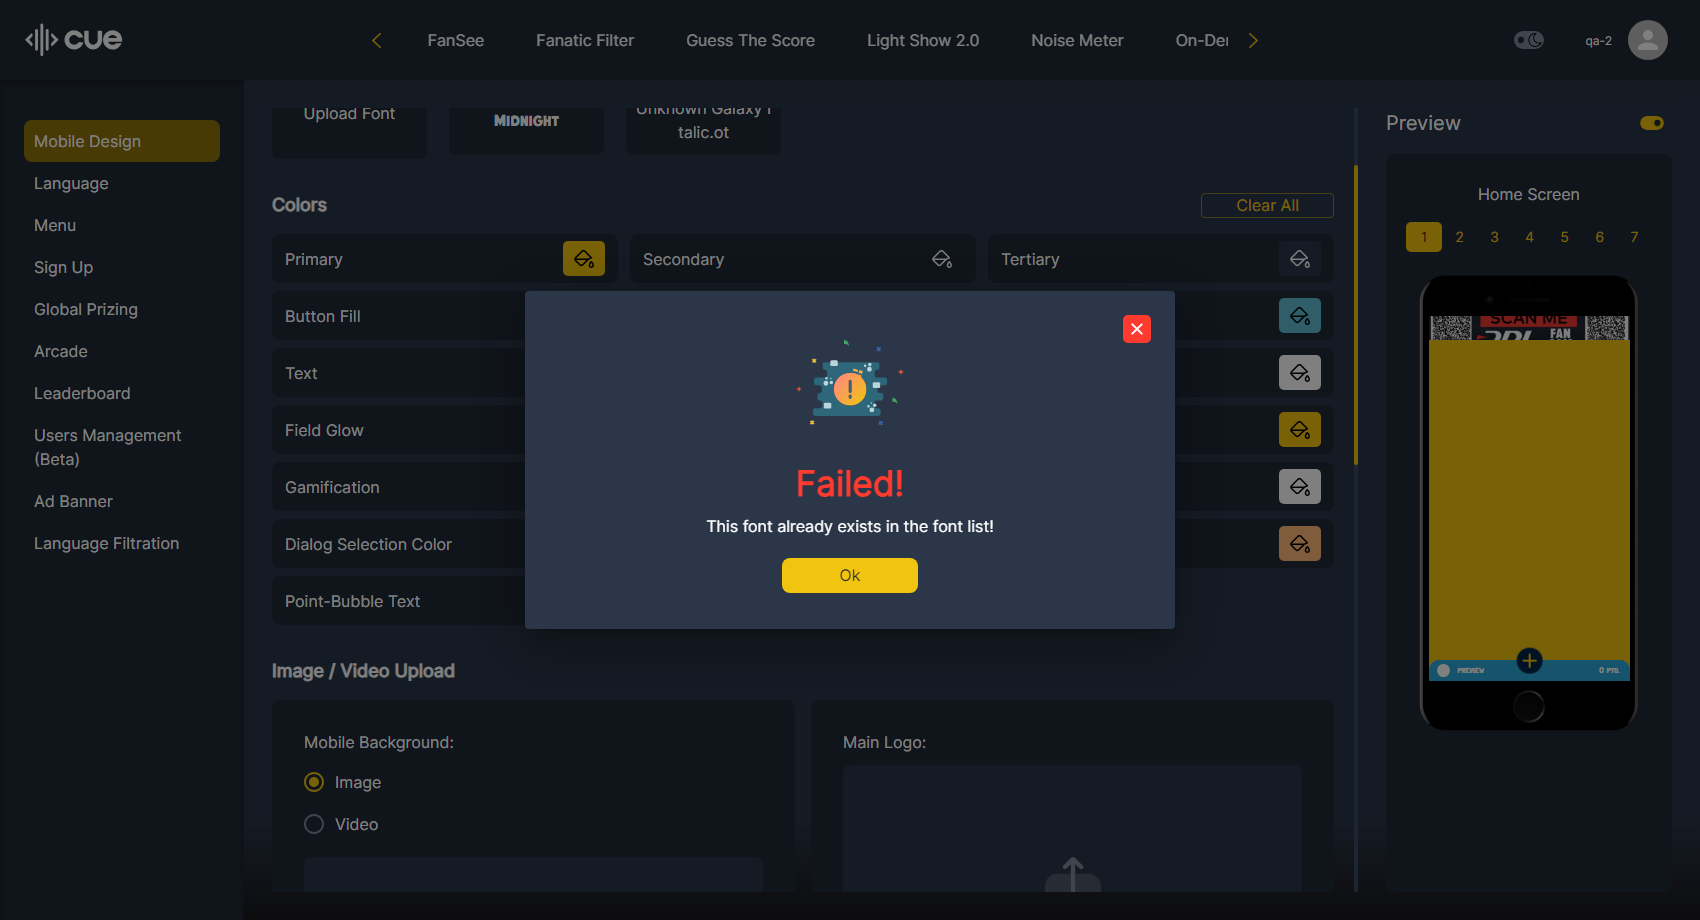 cue
FanSee
Fanatic Filter
Guess The Score
Light Show 2.0
Noise Meter
On-De
qa-2
Mobile Design
Language
Menu
Sign Up
Global Prizing
Arcade
Leaderboard
Users Management
(Beta)
Ad Banner
Language Filtration
Upload Font
MIDNIGHT
Unknown Galaxy I
talic.ot
Colors
Clear All
Primary
Secondary
Tertiary
Button Fill
Text
Field Glow
Gamification
Dialog Selection Color
Point-Bubble Text
Failed!
This font already exists in the font list!
Ok
Image / Video Upload
Mobile Background:
Image
Video
Main Logo:
Preview
Home Screen
1 2 3 4 5 6 7
SCAN ME
FAN
PREVIEW
0 PTS.